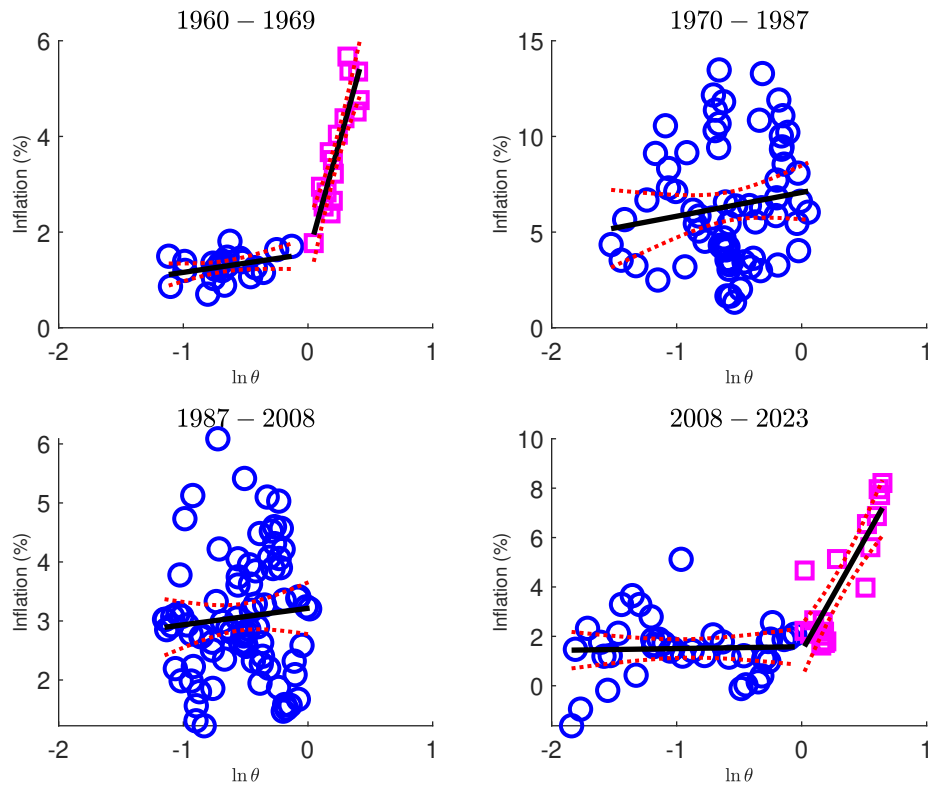 1960 − 1969
6
4
2
0
Inflation (%)
-2 -1 0 1
ln θ
1970 − 1987
15
10
5
0
Inflation (%)
-2 -1 0 1
ln θ
1987 − 2008
6
5
4
3
2
Inflation (%)
-2 -1 0 1
ln θ
2008 − 2023
10
8
6
4
2
0
Inflation (%)
-2 -1 0 1
ln θ